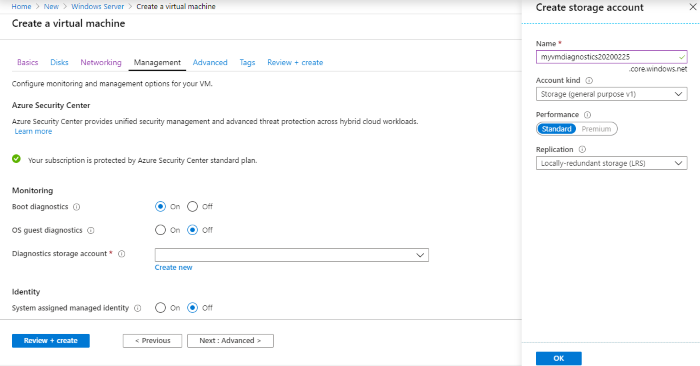 Home > New > Windows Server > Create a virtual machine
Create a virtual machine
Basics Disks Networking Management Advanced Tags Review + create
Configure monitoring and management options for your VM.
Azure Security Center
Azure Security Center provides unified security management and advanced threat protection across hybrid cloud workloads.
Learn more
Your subscription is protected by Azure Security Center standard plan.
Monitoring
Boot diagnostics On Off
OS guest diagnostics On Off
Diagnostics storage account *
Create new
Identity
System assigned managed identity On Off
Review + create < Previous Next : Advanced >
Create storage account
Name *
myvmdiagnostics20200225
.core.windows.net
Account kind
Storage (general purpose v1)
Performance
Standard Premium
Replication
Locally-redundant storage (LRS)
OK